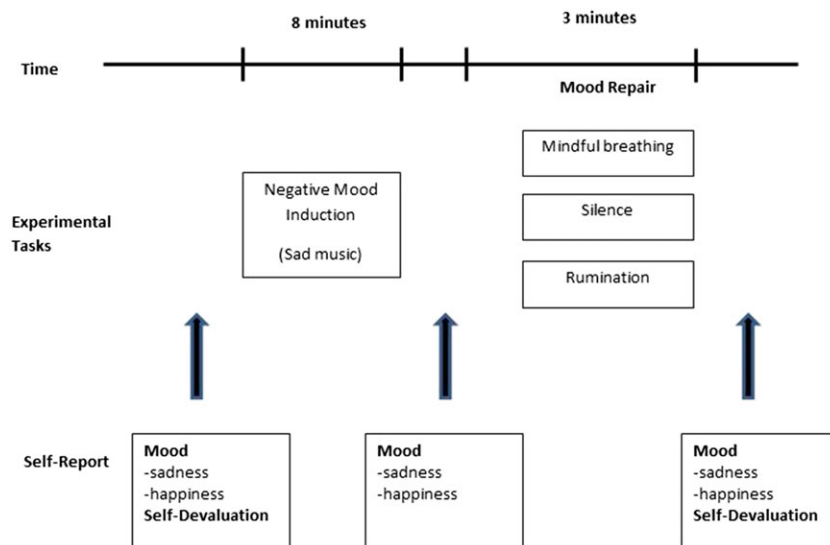 8 minutes
3 minutes
Time
Mood Repair
Experimental
Tasks
Negative Mood
Induction
(Sad music)
Mindful breathing
Silence
Rumination
Self-Report
Mood
-sadness
-happiness
Self-Devaluation
Mood
-sadness
-happiness
Mood
-sadness
-happiness
Self-Devaluation